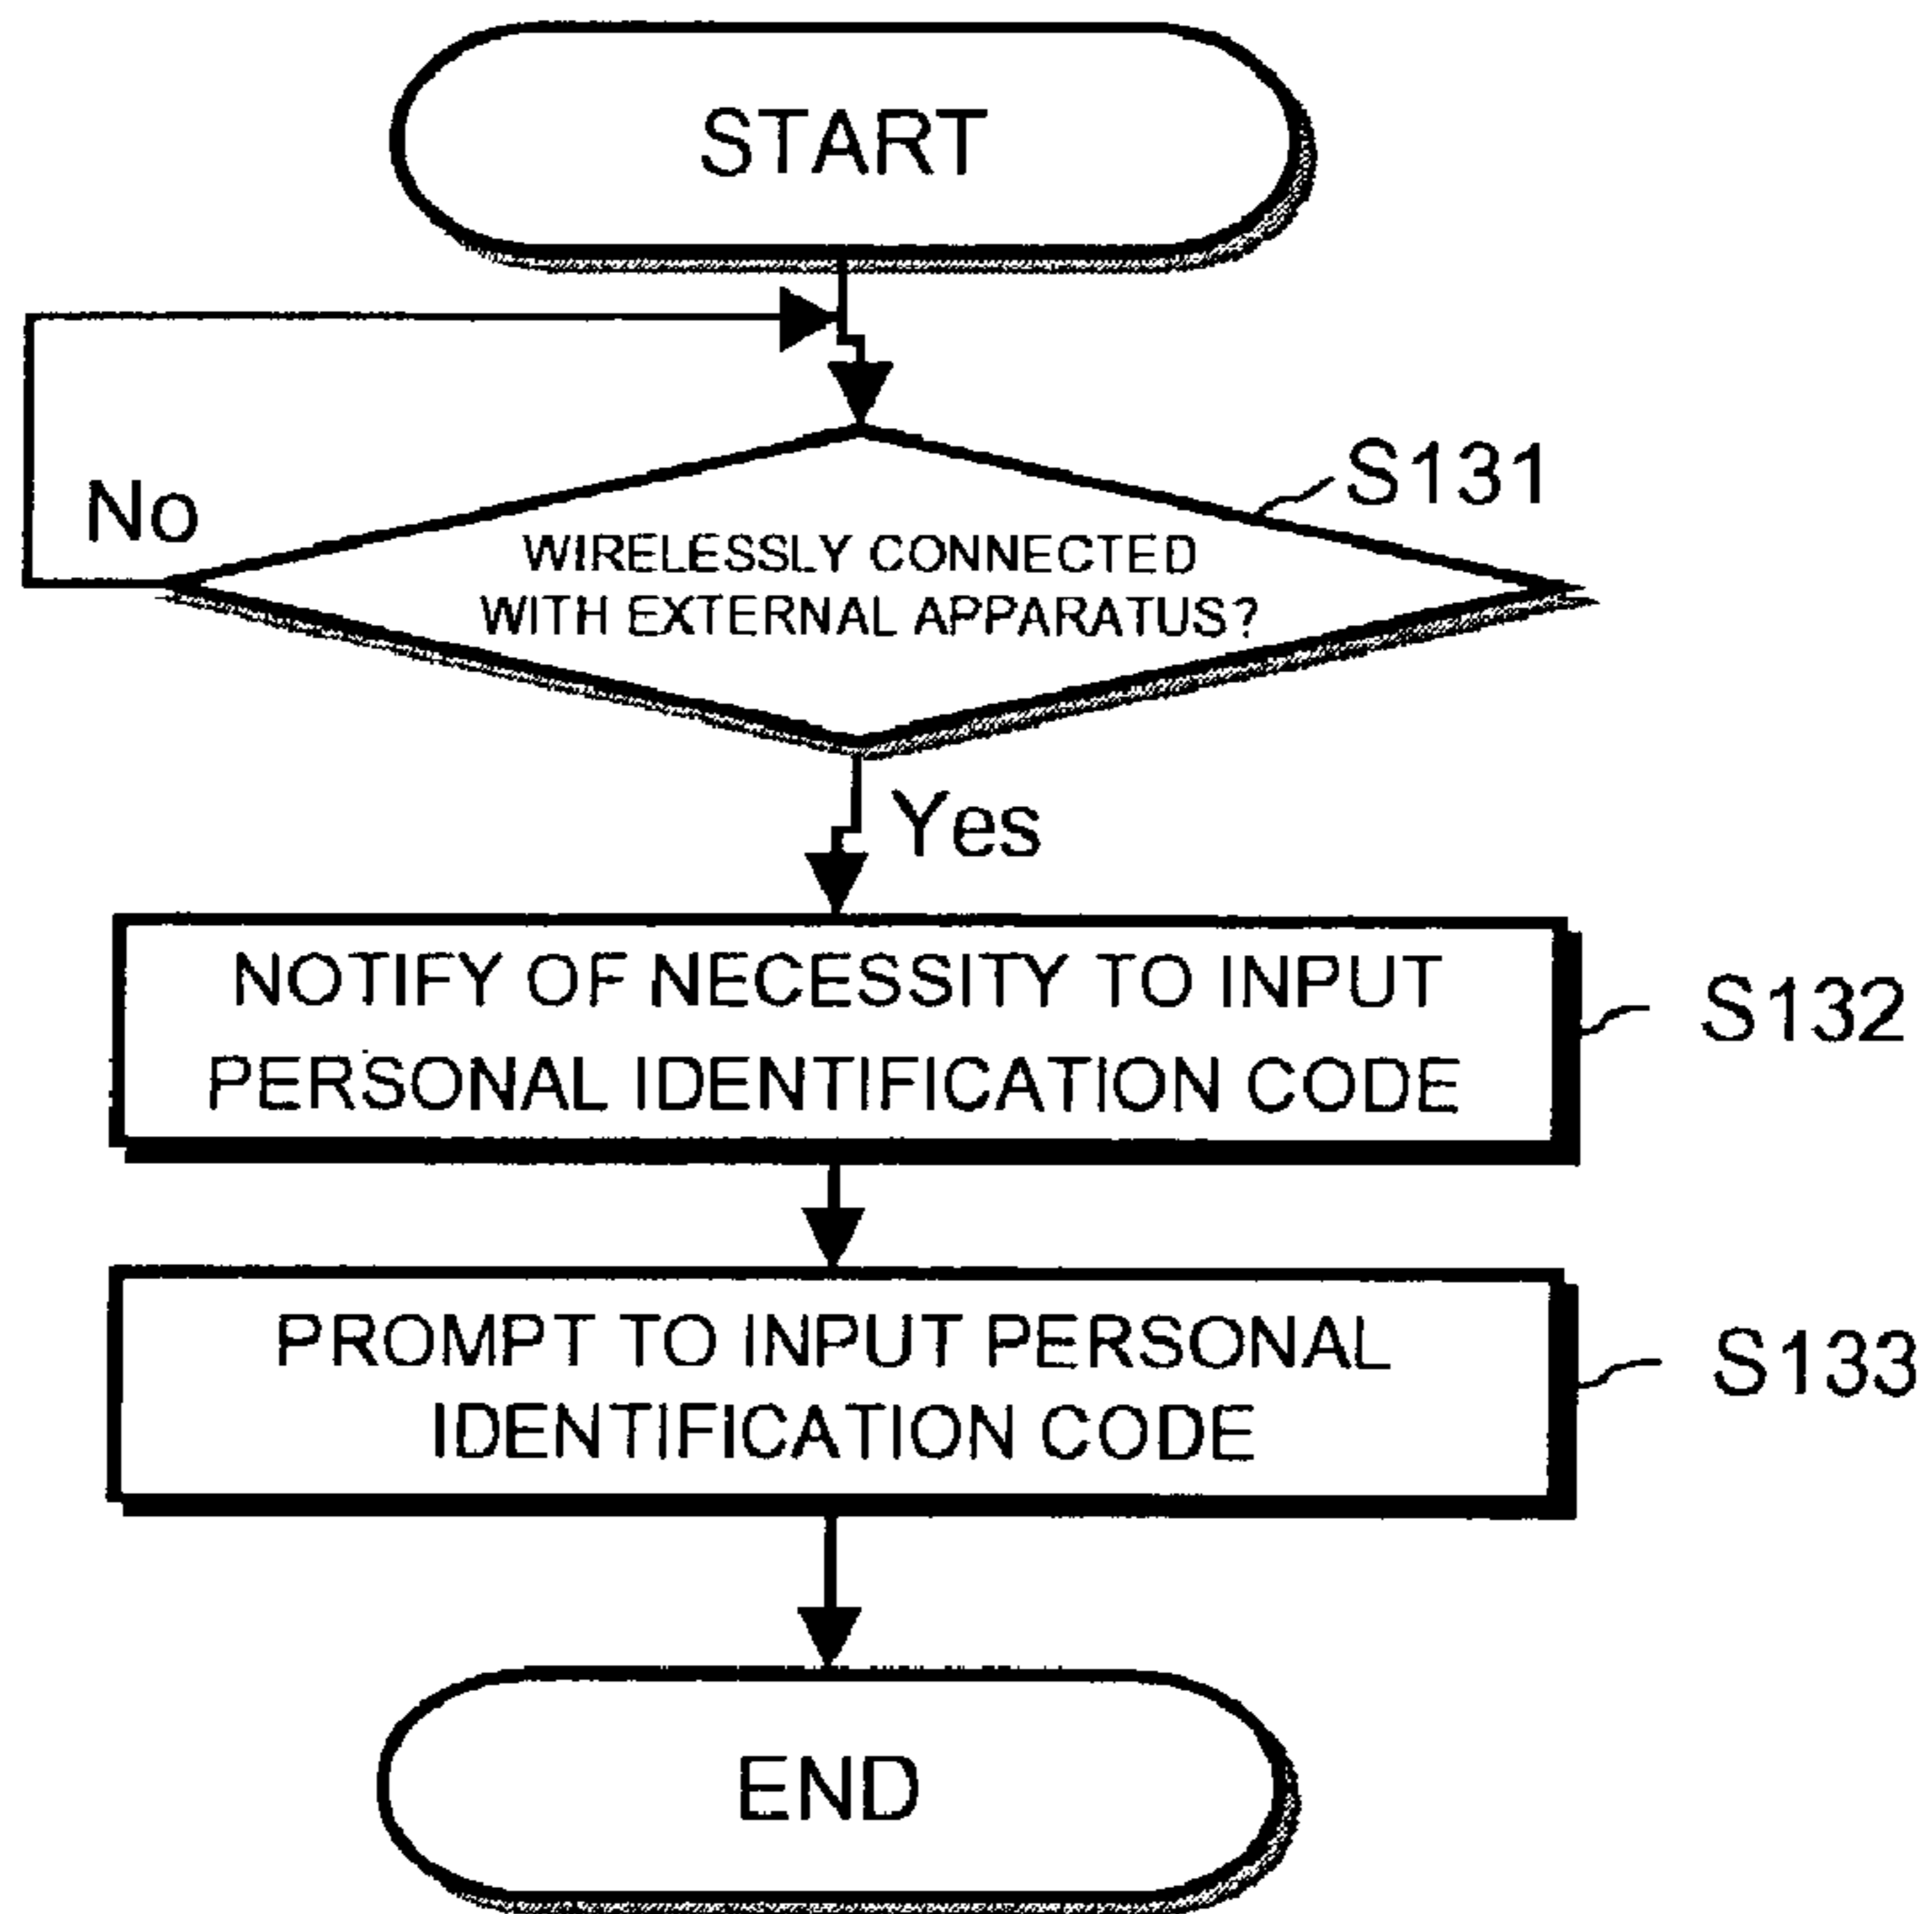 START
S131
No
WIRELESSLY CONNECTED
WITH EXTERNAL APPARATUS?
Yes
NOTIFY OF NECESSITY TO INPUT
PERSONAL IDENTIFICATION CODE
S132
PROMPT TO INPUT PERSONAL
IDENTIFICATION CODE
S133
END